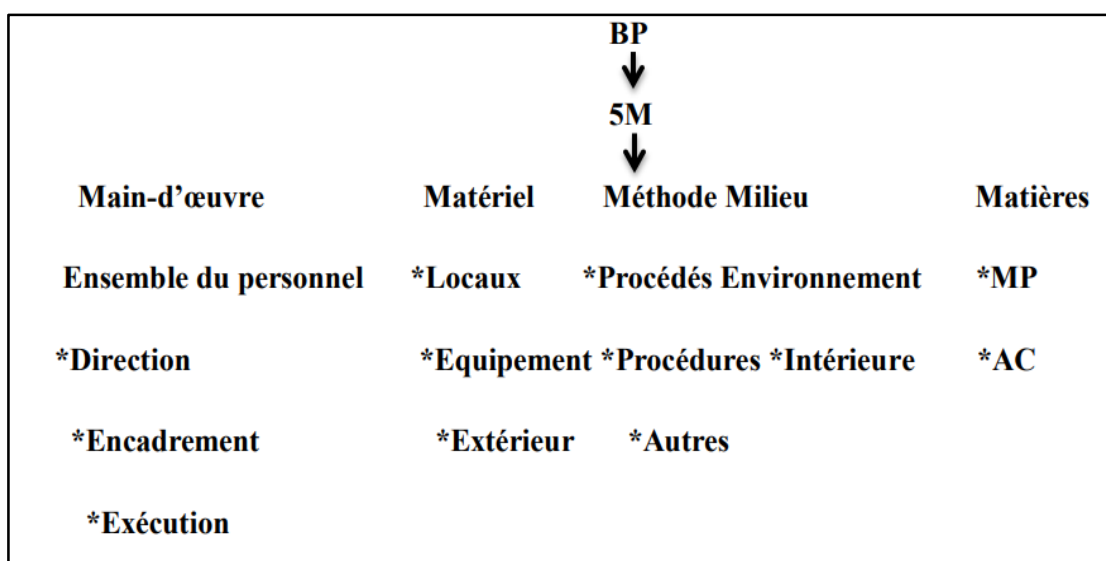 BP
5M
Main-d’œuvre Matériel Méthode Milieu Matières
Ensemble du personnel *Locaux *Procédés Environnement *MP
*Direction *Equipement *Procédures *Intérieure *AC
*Encadrement *Extérieur *Autres
*Exécution